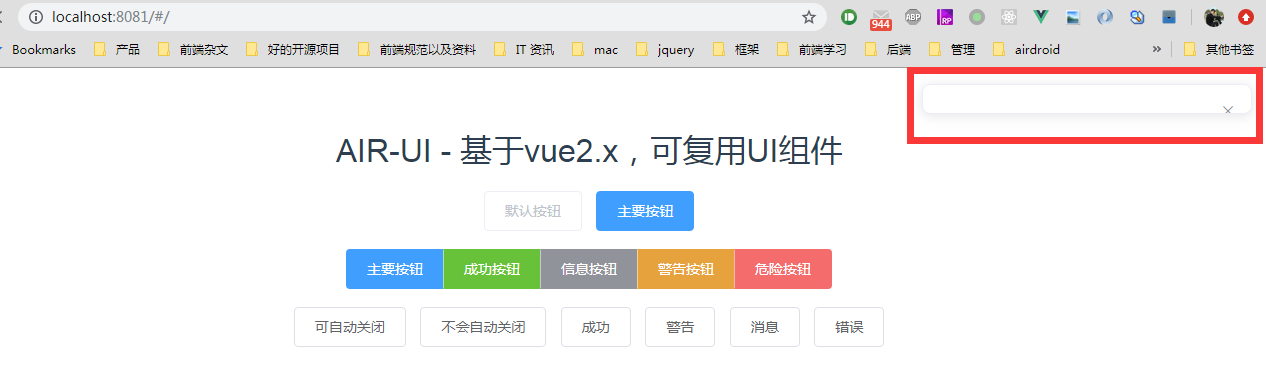 localhost:8081/#/
ABP
RP
944
Bookmarks 产品 前端杂文 好的开源项目 前端规范以及资料 IT 资讯 mac jquery 框架 前端学习 后端 管理 airdroid » 其他书签
AIR-UI - 基于vue2.x，可复用UI组件
默认按钮 主要按钮
主要按钮 成功按钮 信息按钮 警告按钮 危险按钮
可自动关闭 不会自动关闭 成功 警告 消息 错误